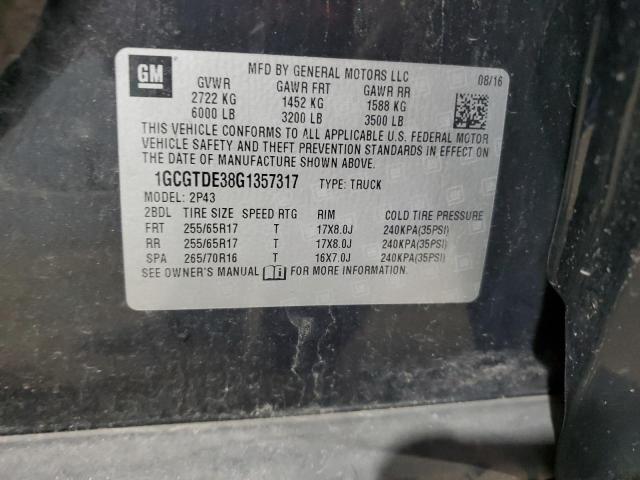 GM
MFD BY GENERAL MOTORS LLC 08/16
GVWR GAWR FRT GAWR RR
2722 KG 1452 KG 1588 KG
6000 LB 3200 LB 3500 LB
THIS VEHICLE CONFORMS TO ALL APPLICABLE U.S. FEDERAL MOTOR
VEHICLE SAFETY AND THEFT PREVENTION STANDARDS IN EFFECT ON
THE DATE OF MANUFACTURE SHOWN ABOVE.
1GCGTDE38G1357317 TYPE: TRUCK
MODEL: 2P43
2BDL TIRE SIZE SPEED RTG RIM COLD TIRE PRESSURE
FRT 255/65R17 T 17X8.0J 240KPA(35PSI)
RR 255/65R17 T 17X8.0J 240KPA(35PSI)
SPA 265/70R16 T 16X7.0J 240KPA(35PSI)
SEE OWNER'S MANUAL FOR MORE INFORMATION.